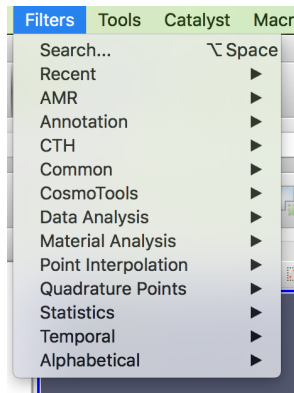 Filters Tools Catalyst Macr
Search... ⌥ Space
Recent ▶
AMR ▶
Annotation ▶
CTH ▶
Common ▶
CosmoTools ▶
Data Analysis ▶
Material Analysis ▶
Point Interpolation ▶
Quadrature Points ▶
Statistics ▶
Temporal ▶
Alphabetical ▶